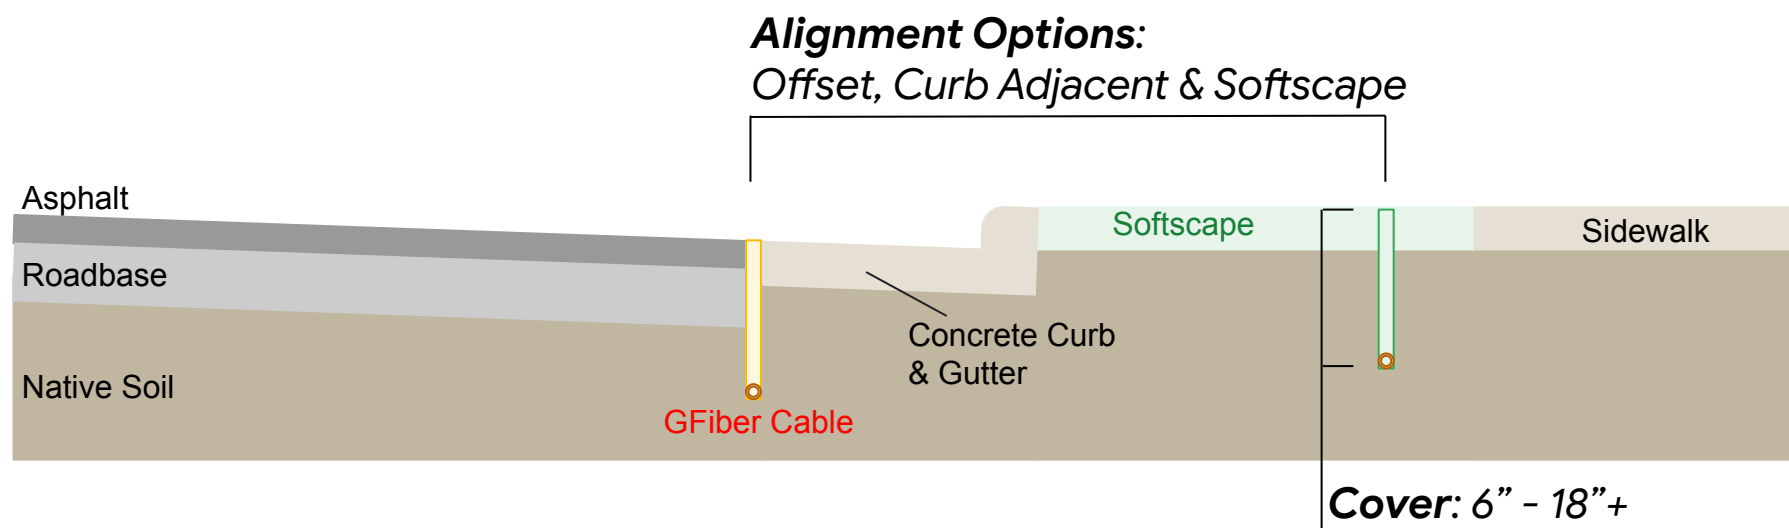 Alignment Options:
Offset, Curb Adjacent & Softscape
Asphalt
Softscape
Sidewalk
Roadbase
Concrete Curb
& Gutter
Native Soil
GFiber Cable
Cover: 6” - 18”+